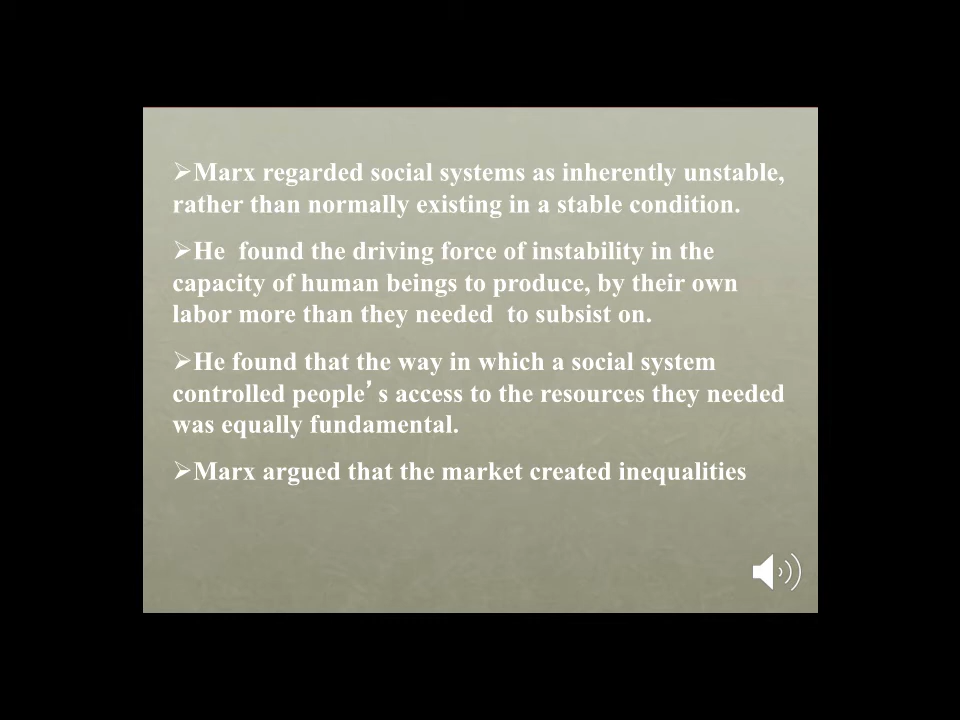 ➢Marx regarded social systems as inherently unstable,
rather than normally existing in a stable condition.
➢He  found the driving force of instability in the
capacity of human beings to produce, by their own
labor more than they needed  to subsist on.
➢He found that the way in which a social system
controlled people’s access to the resources they needed
was equally fundamental.
➢Marx argued that the market created inequalities